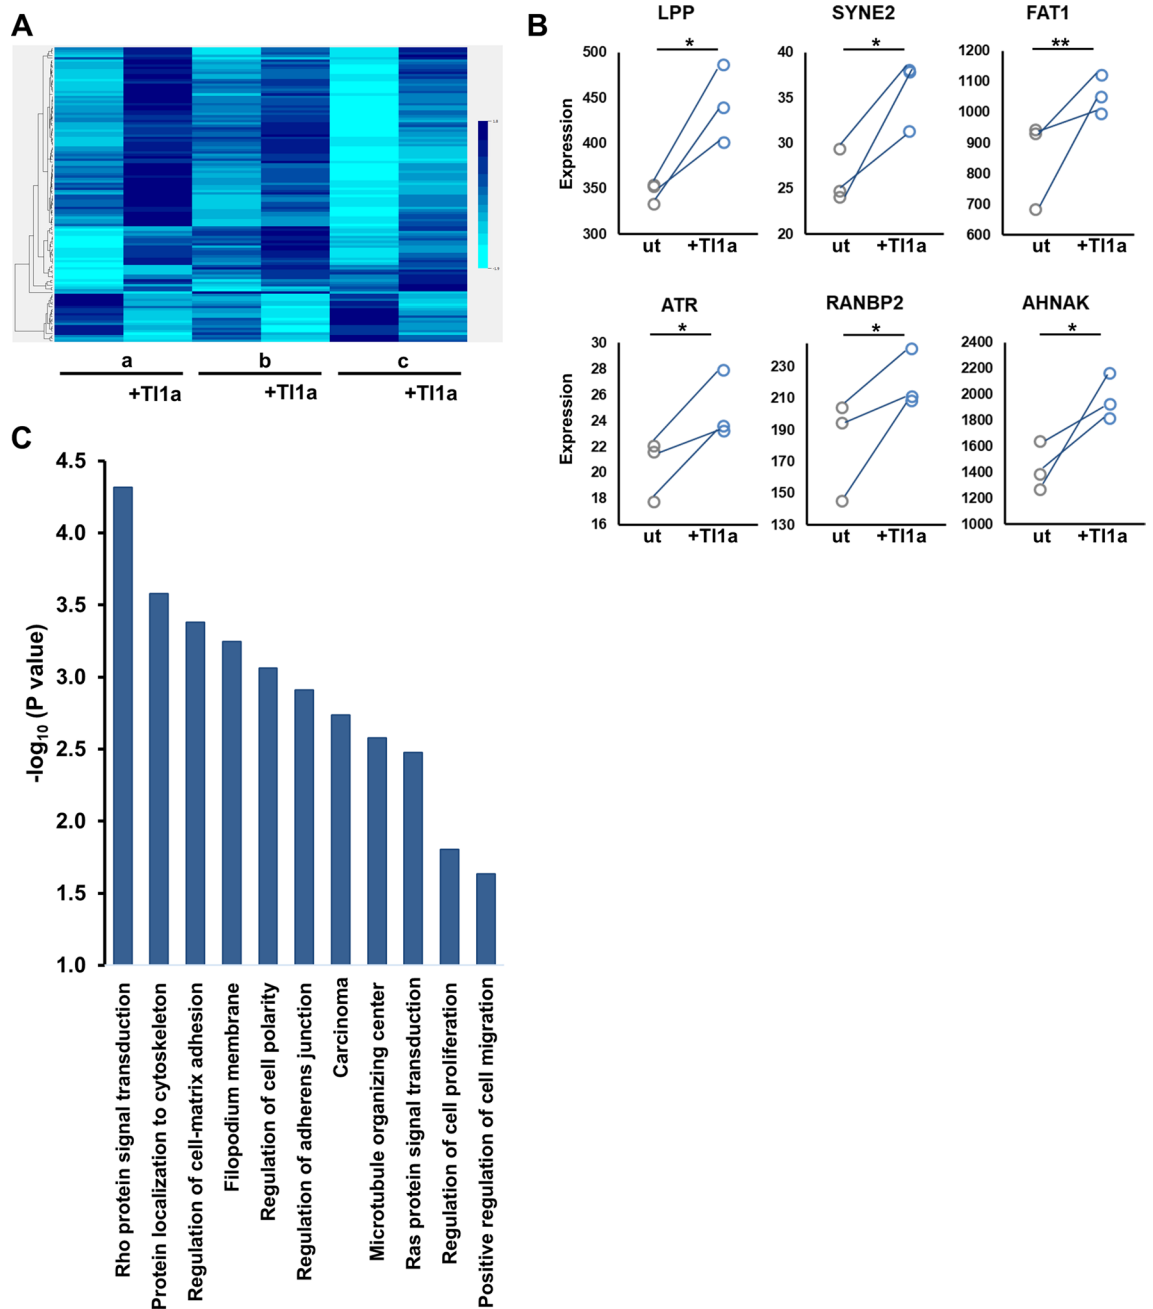 A
1.0
-1.0
a
b
c
+Tl1a
+Tl1a
+Tl1a
B
LPP
SYNE2
FAT1
*
*
**
Expression
500
450
400
350
300
ut
+Tl1a
40
35
30
25
20
ut
+Tl1a
1200
1100
1000
900
800
700
600
ut
+Tl1a
ATR
RANBP2
AHNAK
*
*
*
Expression
30
28
26
24
22
20
18
16
ut
+Tl1a
230
210
190
170
150
130
ut
+Tl1a
2400
2200
2000
1800
1600
1400
1200
1000
ut
+Tl1a
C
-log10 (P value)
4.5
4.0
3.5
3.0
2.5
2.0
1.5
1.0
Rho protein signal transduction
Protein localization to cytoskeleton
Regulation of cell-matrix adhesion
Filopodium membrane
Regulation of cell polarity
Regulation of adherens junction
Carcinoma
Microtubule organizing center
Ras protein signal transduction
Regulation of cell proliferation
Positive regulation of cell migration